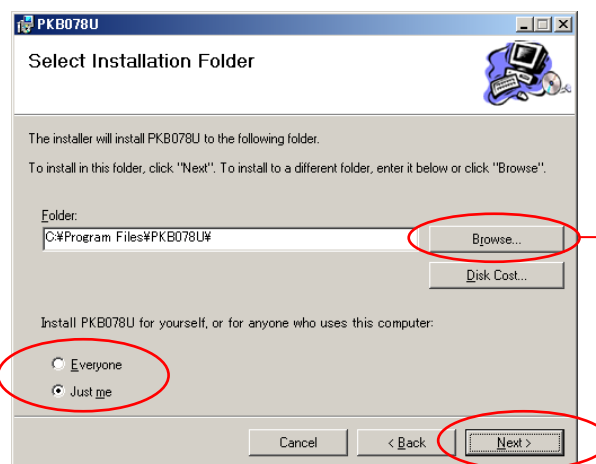 PKB078U
Select Installation Folder
The installer will install PKB078U to the following folder.
To install in this folder, click "Next". To install to a different folder, enter it below or click "Browse".
Folder:
C:¥Program Files¥PKB078U¥
Browse...
Disk Cost...
Install PKB078U for yourself, or for anyone who uses this computer:
Everyone
Just me
Cancel
< Back
Next >